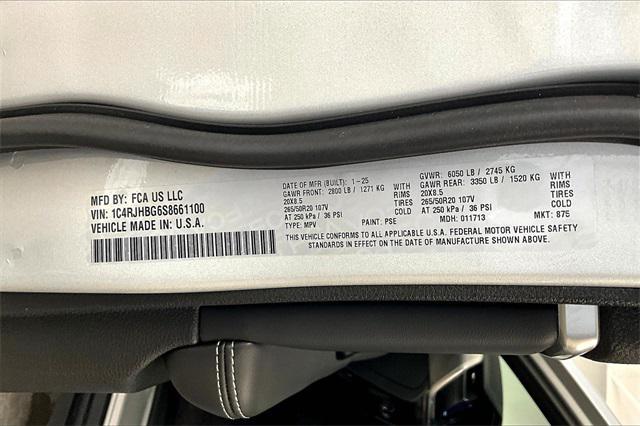 MFD BY: FCA US LLC
VIN: 1C4RJHBG6S8661100
VEHICLE MADE IN: U.S.A.
DATE OF MFR (BUILT): 1-25
GAWR FRONT: 2800 LB / 1271 KG WITH
20X8.5 RIMS
265/50R20 107V TIRES
AT 250 kPa / 36 PSI COLD
TYPE: MPV PAINT: PSE
GVWR: 6050 LB / 2745 KG
GAWR REAR: 3350 LB / 1520 KG WITH
20X8.5 RIMS
265/50R20 107V TIRES
AT 250 kPa / 36 PSI COLD
MDH: 011713 MKT: 875
THIS VEHICLE CONFORMS TO ALL APPLICABLE U.S.A. FEDERAL MOTOR VEHICLE SAFETY
STANDARDS IN EFFECT ON THE DATE OF MANUFACTURE SHOWN ABOVE.